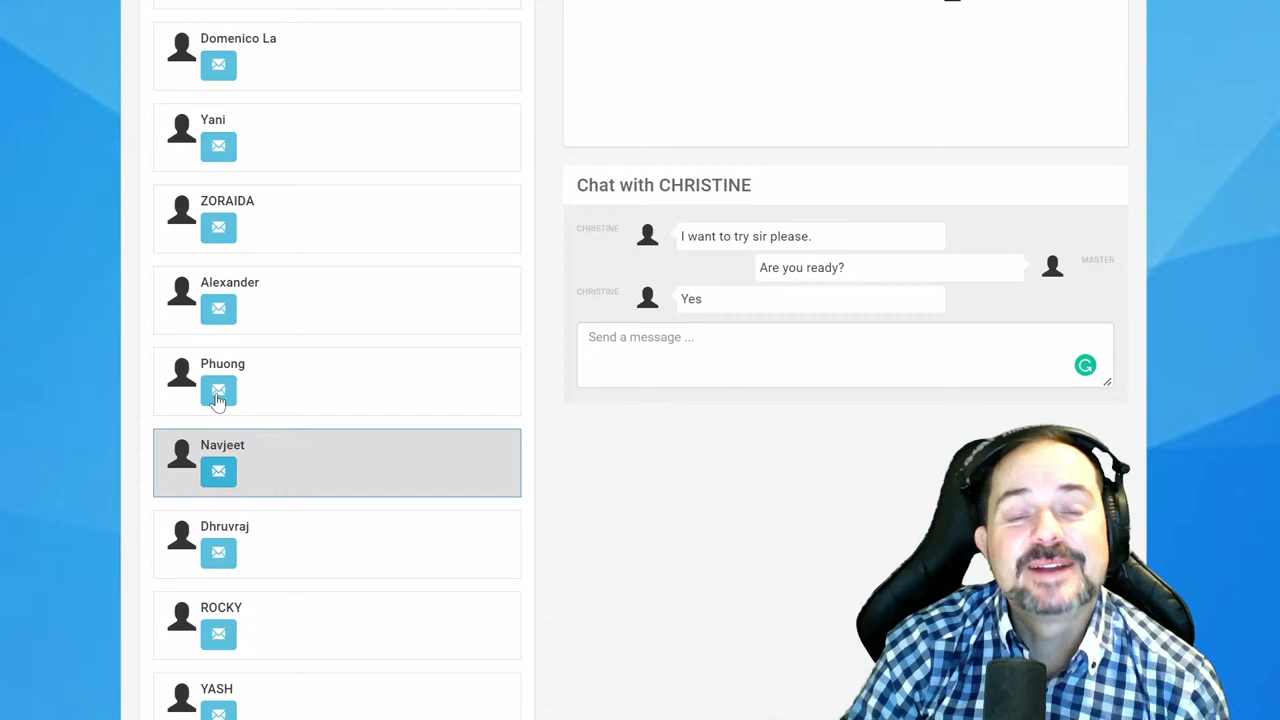 Domenico La
Yani
ZORAIDA
Alexander
Phuong
Navjeet
Dhruvraj
ROCKY
YASH
Chat with CHRISTINE
CHRISTINE
I want to try sir please.
Are you ready?
MASTER
CHRISTINE
Yes
Send a message ...